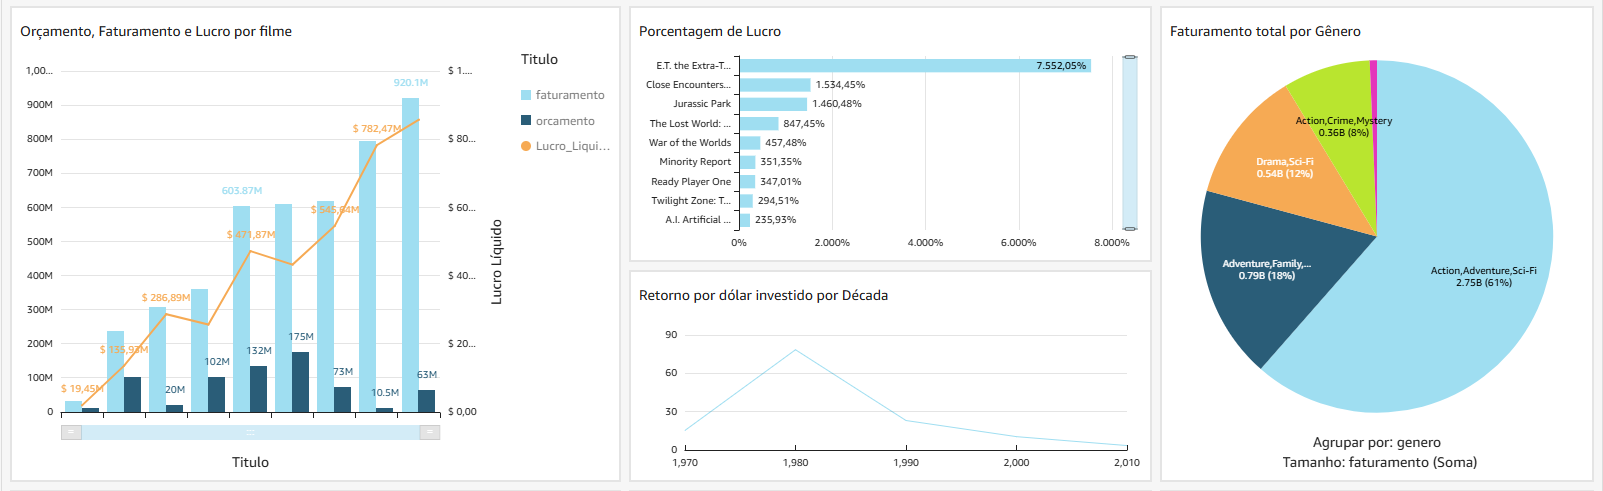 Orçamento, Faturamento e Lucro por filme
Titulo
faturamento
orcamento
Lucro_Liqui...
1,00...
900M
800M
700M
600M
500M
400M
300M
200M
100M
0
$ 1....
$ 80...
$ 60...
$ 40...
$ 20...
$ 0,00
Lucro Líquido
920.1M
$ 782,47M
603.87M
$ 545,64M
$ 471,87M
$ 286,89M
$ 135,93M
$ 19,45M
20M
102M
132M
175M
73M
10.5M
63M
Titulo
Porcentagem de Lucro
E.T. the Extra-T... 7.552,05%
Close Encounters... 1.534,45%
Jurassic Park 1.460,48%
The Lost World: ... 847,45%
War of the Worlds 457,48%
Minority Report 351,35%
Ready Player One 347,01%
Twilight Zone: T... 294,51%
A.I. Artificial ... 235,93%
0% 2.000% 4.000% 6.000% 8.000%
Retorno por dólar investido por Década
90
60
30
0
1,970 1,980 1,990 2,000 2,010
Faturamento total por Gênero
Action,Crime,Mystery
0.36B (8%)
Drama,Sci-Fi
0.54B (12%)
Adventure,Family,...
0.79B (18%)
Action,Adventure,Sci-Fi
2.75B (61%)
Agrupar por: genero
Tamanho: faturamento (Soma)